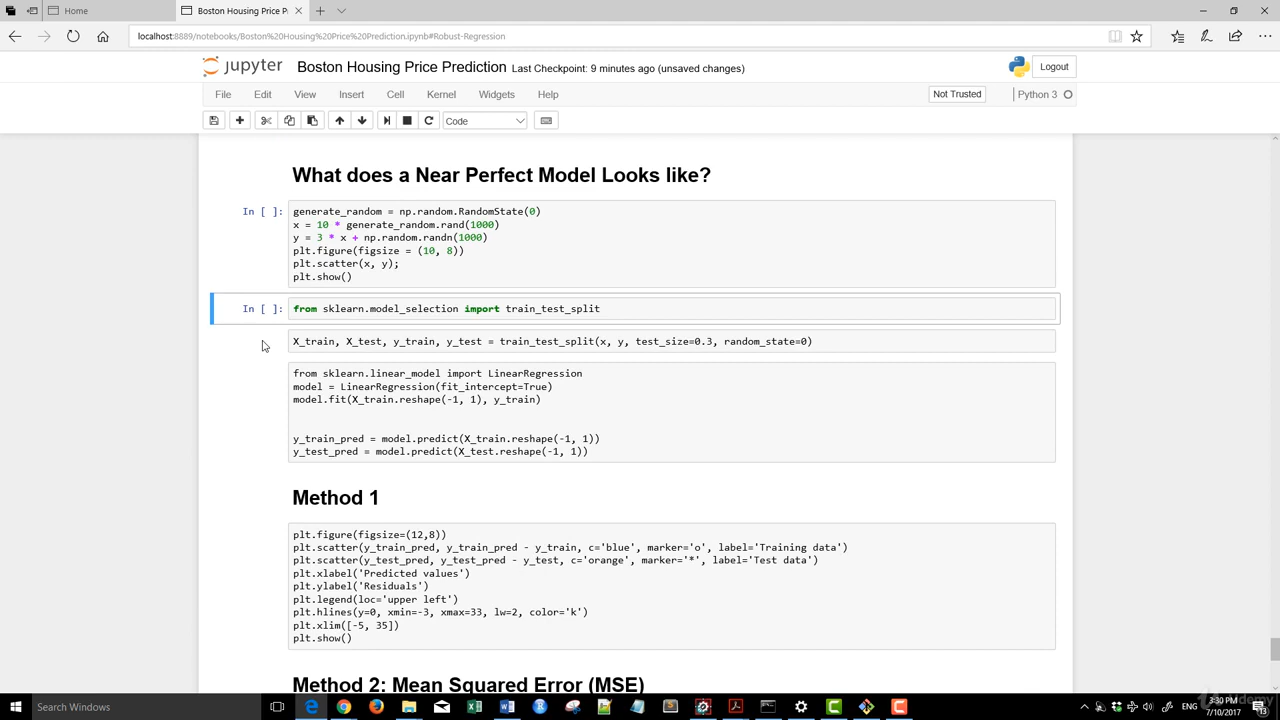 Home
Boston Housing Price P
localhost:8889/notebooks/Boston%20Housing%20Price%20Prediction.ipynb#Robust-Regression
jupyter Boston Housing Price Prediction Last Checkpoint: 9 minutes ago (unsaved changes)
Logout
File Edit View Insert Cell Kernel Widgets Help
Not Trusted
Python 3
Code
What does a Near Perfect Model Looks like?
In [ ]:
generate_random = np.random.RandomState(0)
x = 10 * generate_random.rand(1000)
y = 3 * x + np.random.randn(1000)
plt.figure(figsize = (10, 8))
plt.scatter(x, y);
plt.show()
In [ ]:
from sklearn.model_selection import train_test_split
X_train, X_test, y_train, y_test = train_test_split(x, y, test_size=0.3, random_state=0)
from sklearn.linear_model import LinearRegression
model = LinearRegression(fit_intercept=True)
model.fit(X_train.reshape(-1, 1), y_train)
y_train_pred = model.predict(X_train.reshape(-1, 1))
y_test_pred = model.predict(X_test.reshape(-1, 1))
Method 1
plt.figure(figsize=(12,8))
plt.scatter(y_train_pred, y_train_pred - y_train, c='blue', marker='o', label='Training data')
plt.scatter(y_test_pred, y_test_pred - y_test, c='orange', marker='*', label='Test data')
plt.xlabel('Predicted values')
plt.ylabel('Residuals')
plt.legend(loc='upper left')
plt.hlines(y=0, xmin=-3, xmax=33, lw=2, color='k')
plt.xlim([-5, 35])
plt.show()
Method 2: Mean Squared Error (MSE)
Search Windows
ENG
3:30 PM
7/10/2017
13
Udemy